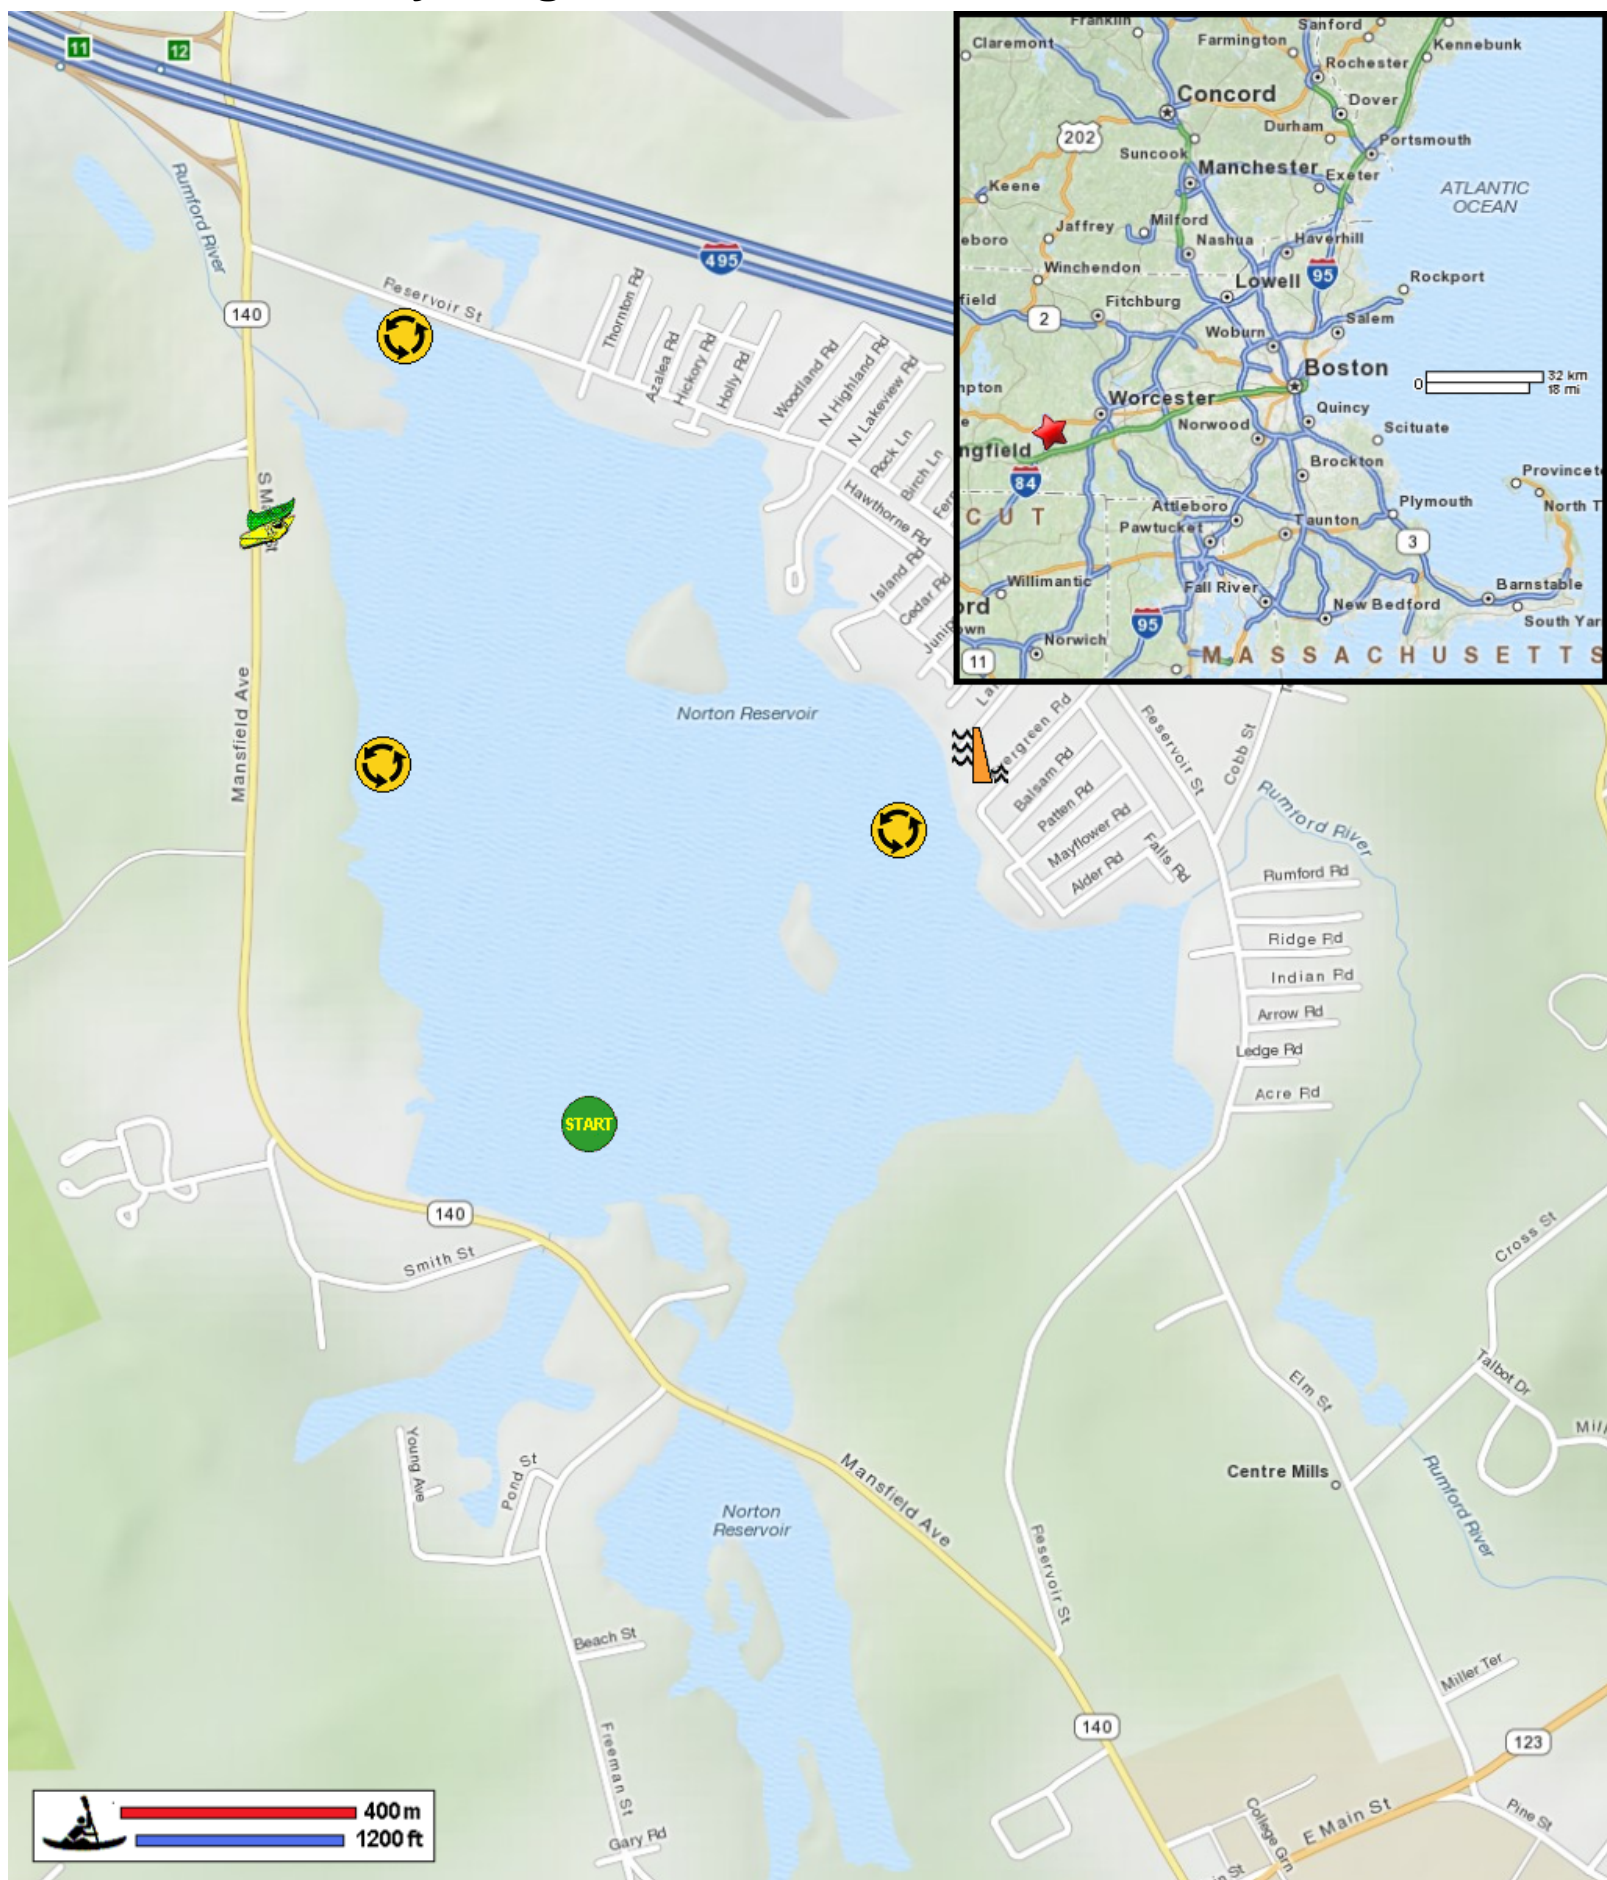 11
12
Rumford River
140
Reservoir St
495
Thornton Rd
Azalea Rd
Hickory Rd
Holly Rd
Woodland Rd
N Highland Rd
N Lakeview Rd
Rock Ln
Birch Ln
Hawthorne Rd
Island Rd
Cedar Rd
Mansfield Ave
Norton Reservoir
Balsam Rd
Patten Rd
Mayflower Rd
Alder Rd
Falls Rd
Reservoir St
Cobb St
Rumford River
Rumford Rd
Ridge Rd
Indian Rd
Arrow Rd
Ledge Rd
Acre Rd
START
140
Smith St
Young Ave
Pond St
Norton
Reservoir
Mansfield Ave
Reservoir St
Elm St
Centre Mills
Cross St
Talbot Dr
Rumford River
Beach St
Freeman St
Gary Rd
Miller Ter
140
123
E Main St
College Grn
Pine St
400 m
1200 ft
Franklin
Sanford
Claremont
Farmington
Kennebunk
Rochester
Concord
Dover
202
Durham
Portsmouth
Suncook
Manchester
Exeter
Keene
ATLANTIC
OCEAN
Jaffrey
Milford
Nashua
Haverhill
Winchendon
Lowell
95
Rockport
Fitchburg
2
Woburn
Salem
Boston
0
32 km
18 mi
Worcester
Quincy
Norwood
Scituate
Brockton
84
Attleboro
Plymouth
Pawtucket
Taunton
3
Willimantic
Fall River
Barnstable
New Bedford
95
Norwich
11
MASSACHUSETTS